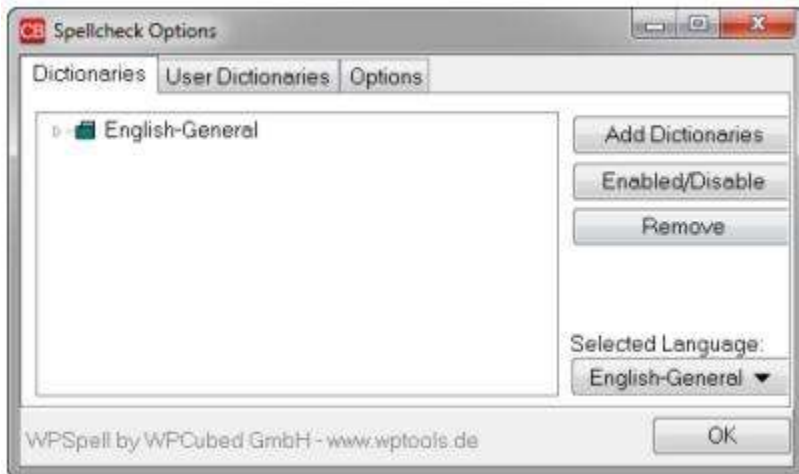 CB Spellcheck Options
Dictionaries User Dictionaries Options
English-General
Add Dictionaries
Enabled/Disable
Remove
Selected Language:
English-General
WPSpell by WPCubed GmbH - www.wptools.de
OK